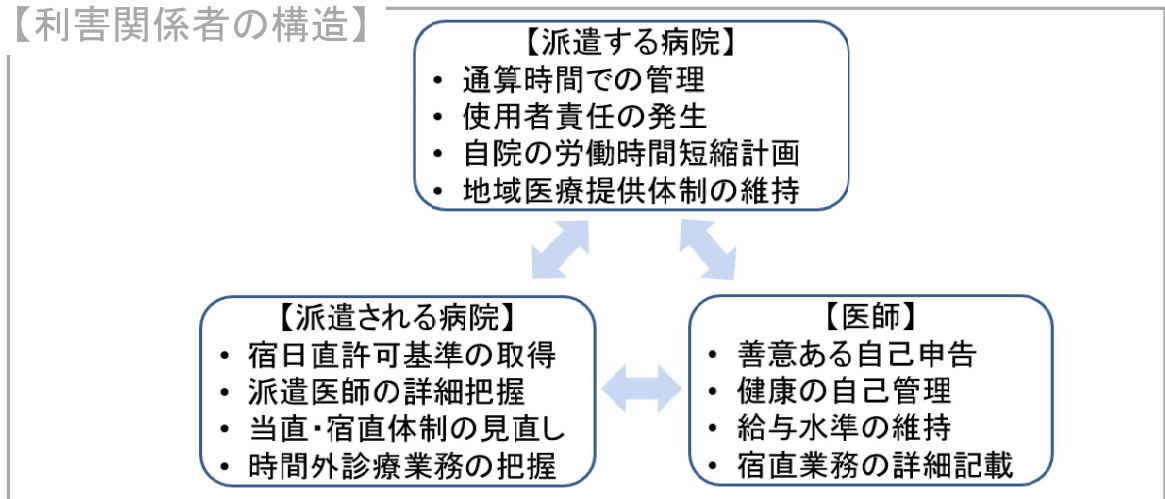 【利害関係者の構造】
【派遣する病院】
• 通算時間での管理
• 使用者責任の発生
• 自院の労働時間短縮計画
• 地域医療提供体制の維持
【派遣される病院】
• 宿日直許可基準の取得
• 派遣医師の詳細把握
• 当直・宿直体制の見直し
• 時間外診療業務の把握
【医師】
• 善意ある自己申告
• 健康の自己管理
• 給与水準の維持
• 宿直業務の詳細記載